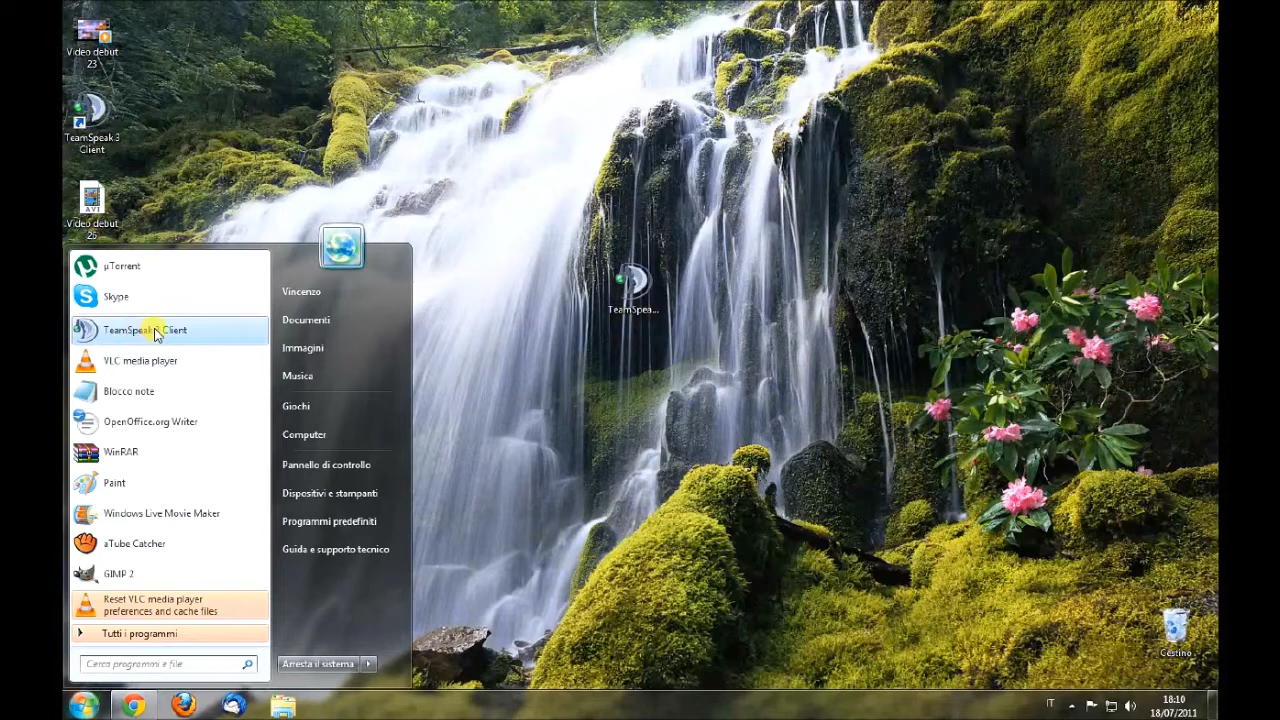 Video debut
23
TeamSpeak 3
Client
AVI
Video debut
25
TeamSpea...
µTorrent
Skype
TeamSpeak 3 Client
VLC media player
Blocco note
OpenOffice.org Writer
WinRAR
Paint
Windows Live Movie Maker
aTube Catcher
GIMP 2
Reset VLC media player
preferences and cache files
Tutti i programmi
Cerca programmi e file
Vincenzo
Documenti
Immagini
Musica
Giochi
Computer
Pannello di controllo
Dispositivi e stampanti
Programmi predefiniti
Guida e supporto tecnico
Arresta il sistema
Cestino
IT
18:10
18/07/2011